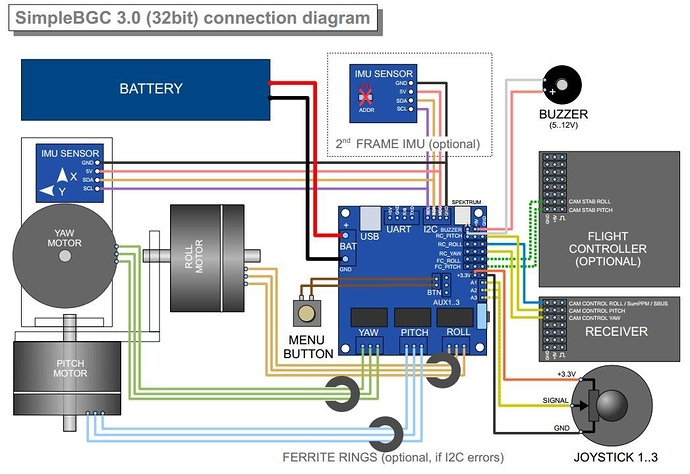 SimpleBGC 3.0 (32bit) connection diagram
BATTERY
IMU SENSOR
ADDR
GND
5V
SDA
SCL
2nd FRAME IMU (optional)
BUZZER
(5..12V)
IMU SENSOR
X
Y
GND
5V
SDA
SCL
YAW
MOTOR
ROLL
MOTOR
PITCH
MOTOR
MENU
BUTTON
+
BAT
GND
USB
UART
I2C
SPEKTRUM
BUZZER
RC_PITCH
RC_ROLL
RC_YAW
FC_ROLL
FC_PITCH
+3.3V
A1
A2
A3
BTN
AUX1..3
YAW
PITCH
ROLL
CAM STAB ROLL
CAM STAB PITCH
GND
+5V
FLIGHT
CONTROLLER
(OPTIONAL)
CAM CONTROL ROLL / SumPPM / SBUS
CAM CONTROL PITCH
CAM CONTROL YAW
RECEIVER
GND
+5V
+3.3V
SIGNAL
GND
JOYSTICK 1..3
FERRITE RINGS (optional, if I2C errors)